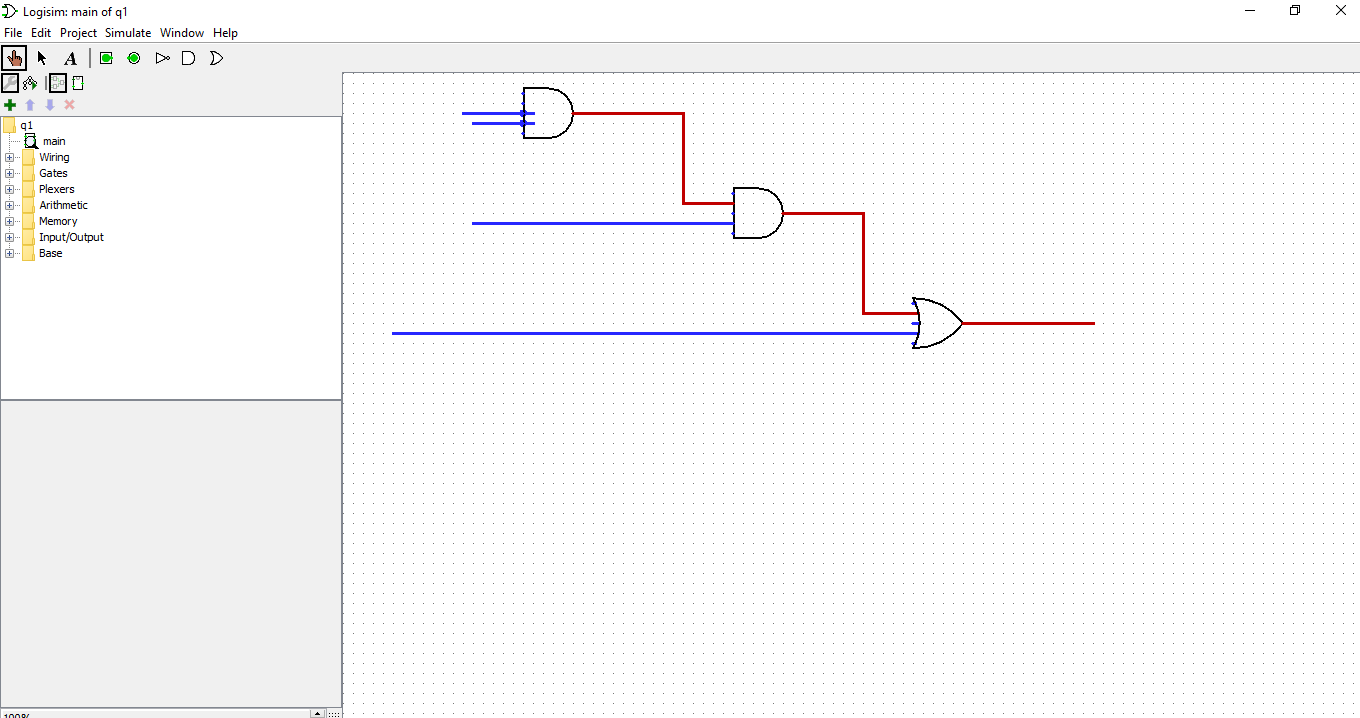 Logisim: main of q1
File Edit Project Simulate Window Help
A
q1
main
Wiring
Gates
Plexers
Arithmetic
Memory
Input/Output
Base
100%